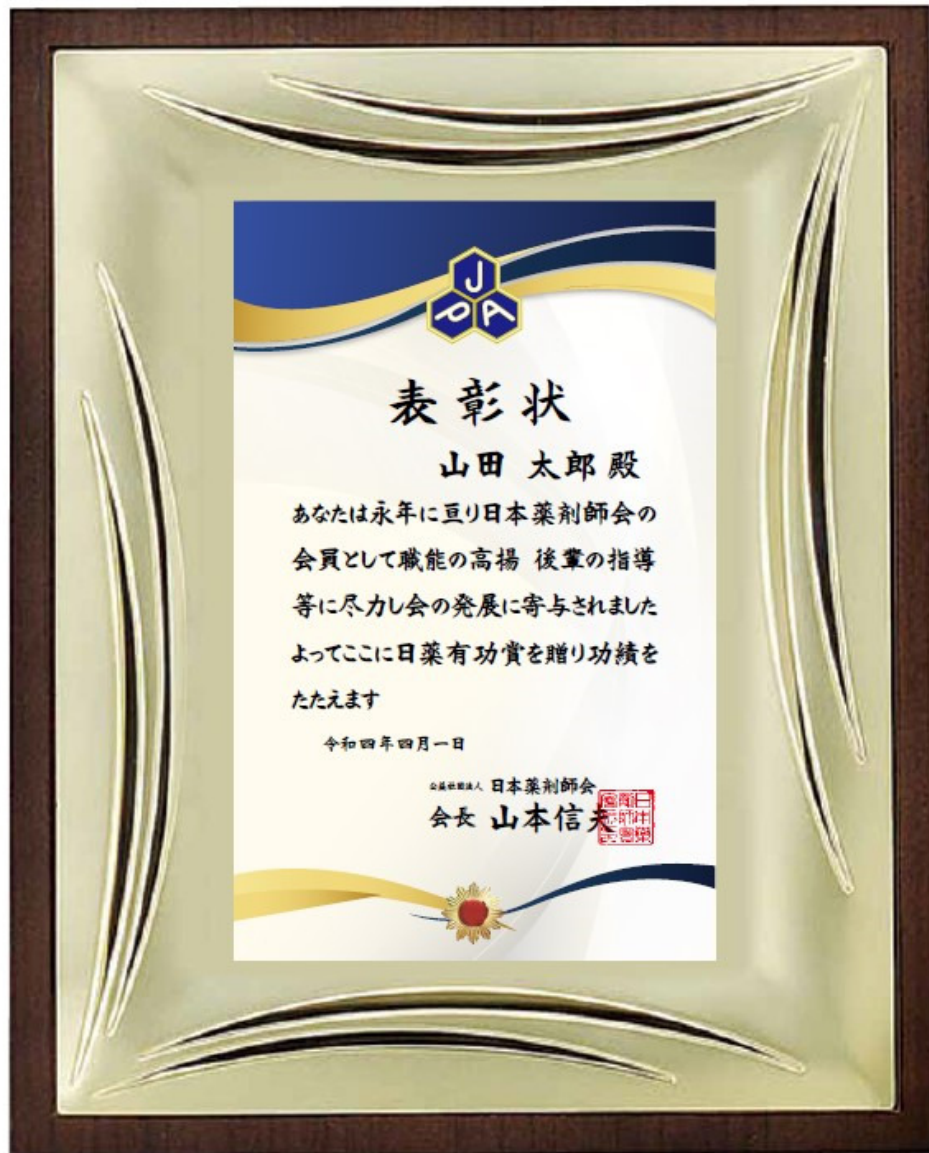 J
P A
表彰状
山田 太郎 殿
あなたは永年に亘り日本薬剤師会の
会員として職能の高揚 後輩の指導
等に尽力し会の発展に寄与されました
よってここに日薬有功賞を贈り功績を
たたえます
令和四年四月一日
公益社団法人 日本薬剤師会
会長 山本信夫